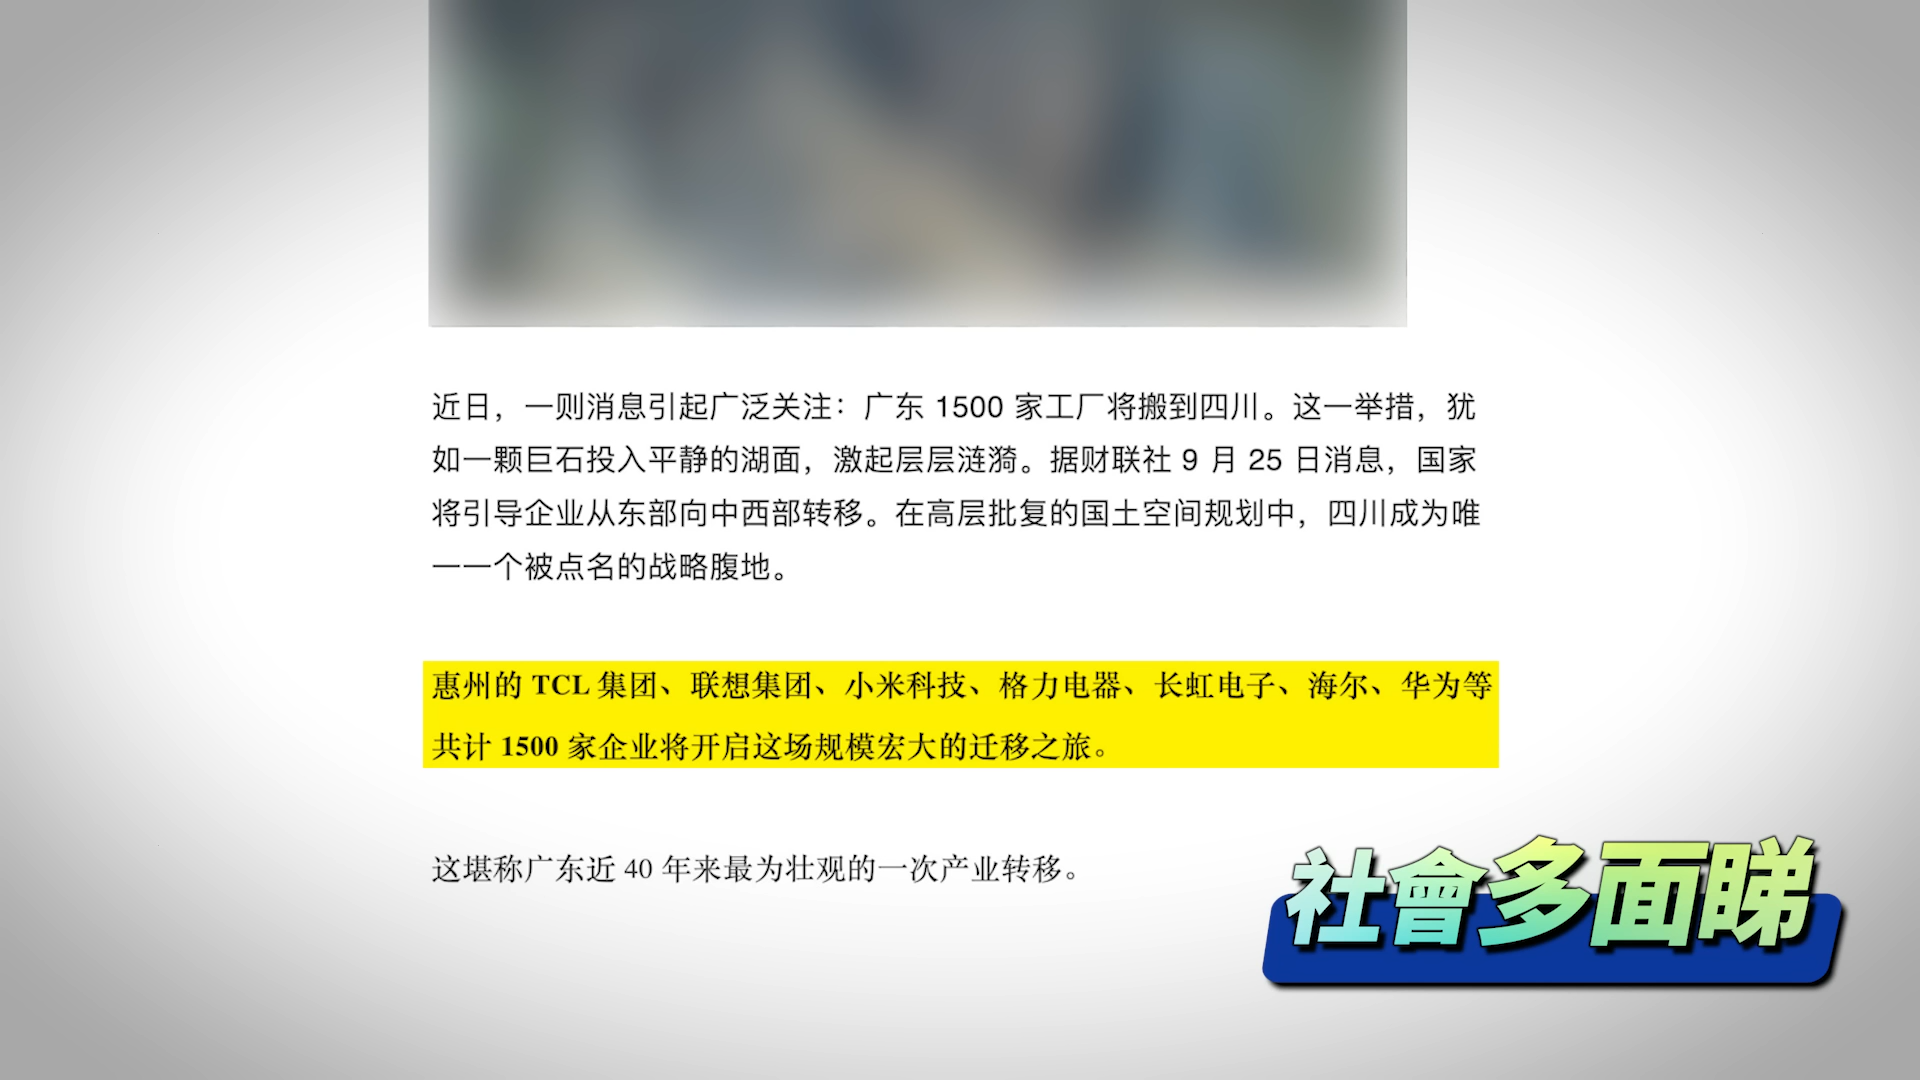 近日，一则消息引起广泛关注：广东 1500 家工厂将搬到四川。这一举措，犹
如一颗巨石投入平静的湖面，激起层层涟漪。据财联社 9 月 25 日消息，国家
将引导企业从东部向中西部转移。在高层批复的国土空间规划中，四川成为唯
一一个被点名的战略腹地。
惠州的 TCL 集团、联想集团、小米科技、格力电器、长虹电子、海尔、华为等
共计 1500 家企业将开启这场规模宏大的迁移之旅。
这堪称广东近 40 年来最为壮观的一次产业转移。
社會多面睇